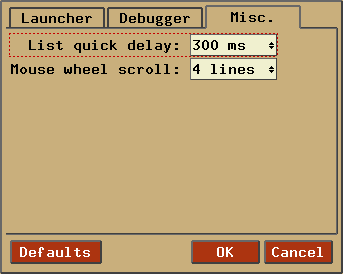 Launcher Debugger Misc.
List quick delay: 300 ms
Mouse wheel scroll: 4 lines
Defaults OK Cancel